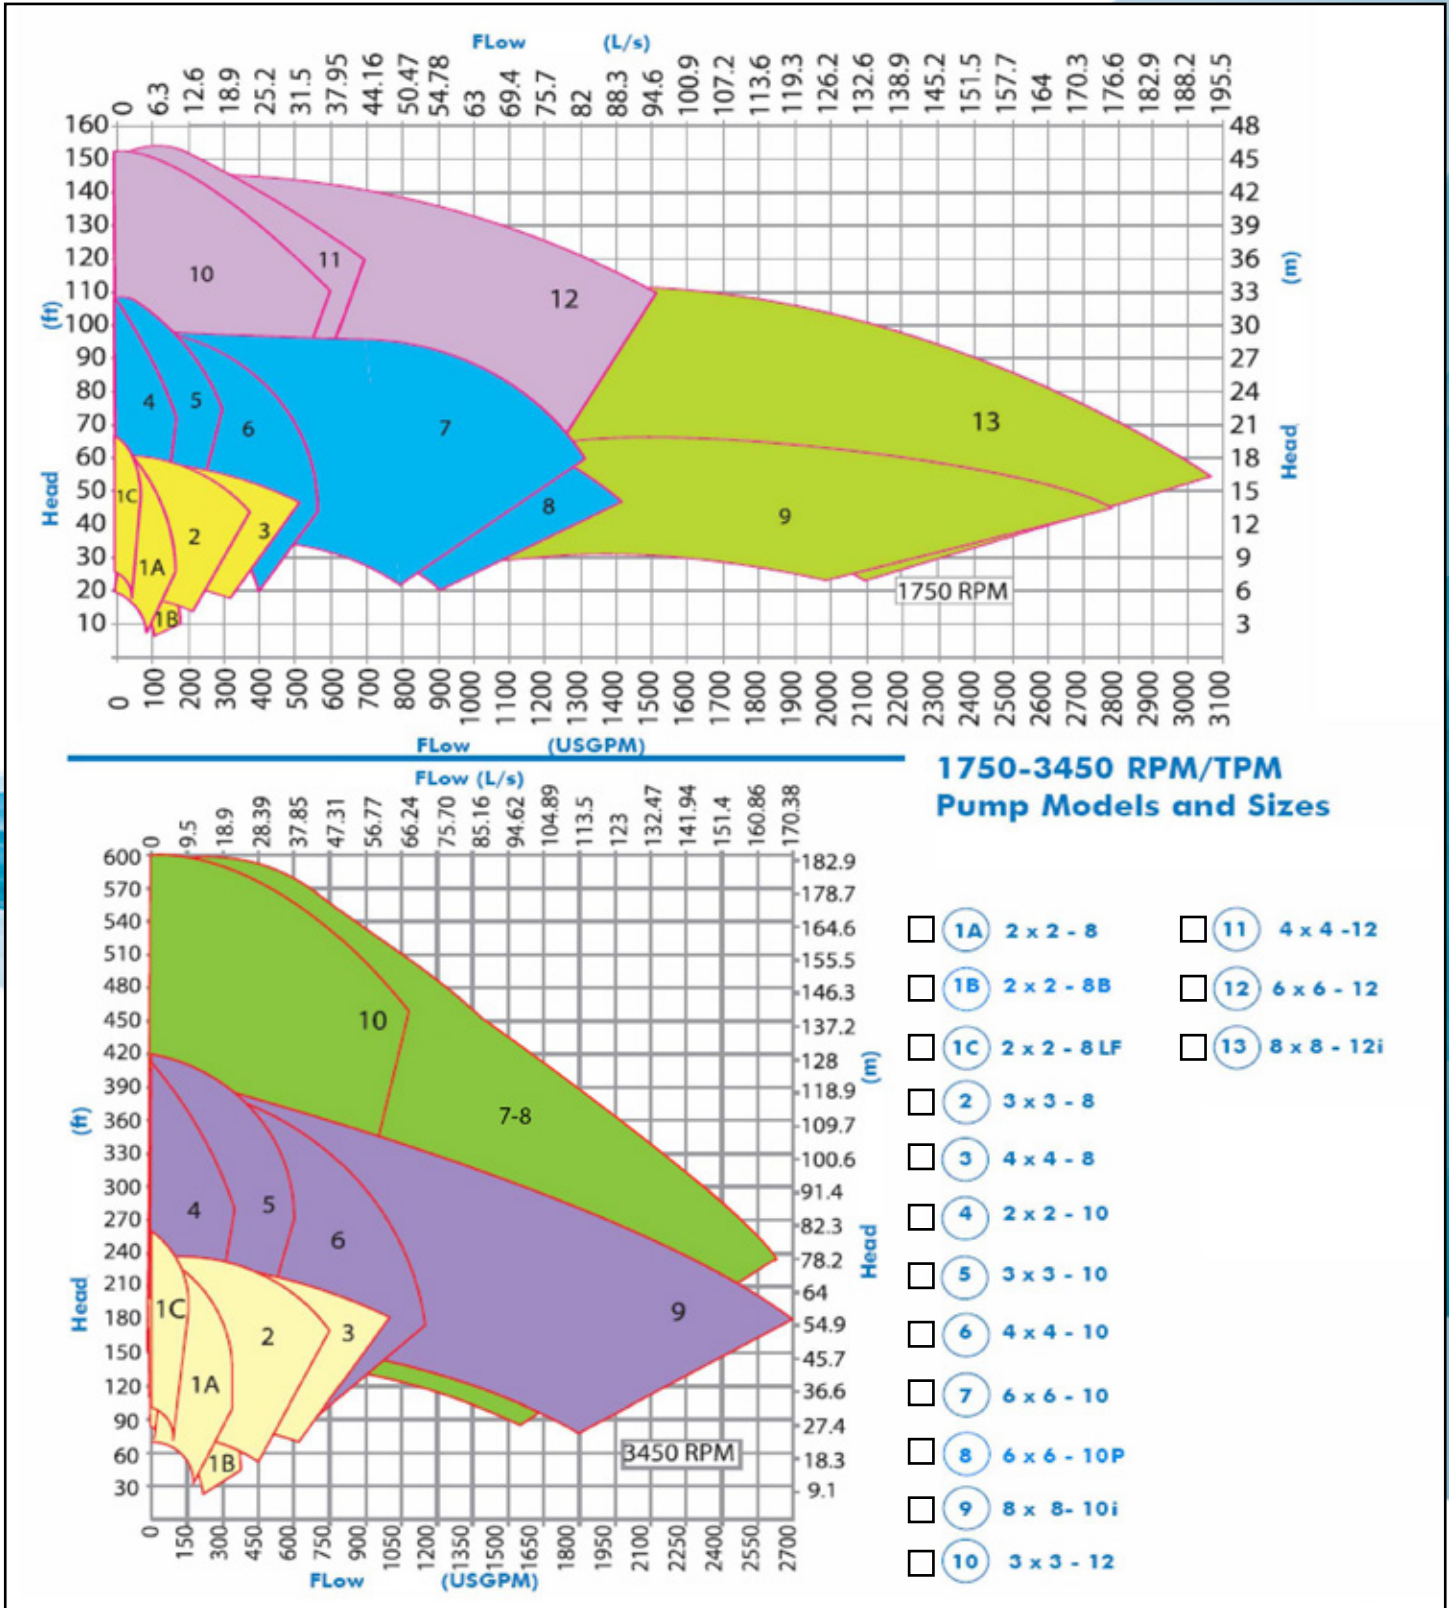 FLow (L/s)
0 6.3 12.6 18.9 25.2 31.5 37.95 44.16 50.47 54.78 63 69.4 75.7 82 88.3 94.6 100.9 107.2 113.6 119.3 126.2 132.6 138.9 145.2 151.5 157.7 164 170.3 176.6 182.9 188.2 195.5
160 48
150 45
140 42
130 39
120 11 36
10
110 12 33
100 30
90 27
80 24
4 5
70 6 7 13 21
60 18
50 1C 8 15
40 2 3 9 12
30 1A 9
20 1750 RPM 6
10 1B 3
Head (ft)
Head (m)
0 100 200 300 400 500 600 700 800 900 1000 1100 1200 1300 1400 1500 1600 1700 1800 1900 2000 2100 2200 2300 2400 2500 2600 2700 2800 2900 3000 3100
FLow (USGPM)
1750-3450 RPM/TPM
Pump Models and Sizes
FLow (L/s)
0 9.5 18.9 28.39 37.85 47.31 56.77 66.24 75.70 85.16 94.62 104.89 113.5 123 132.47 141.94 151.4 160.86 170.38
600 182.9
570 178.7
540 164.6
510 155.5
480 146.3
450 10 137.2
420 128
390 118.9
360 7-8 109.7
330 100.6
300 91.4
270 4 5 82.3
240 6 78.2
210 64
180 1C 2 3 9 54.9
150 45.7
120 1A 36.6
90 27.4
60 1B 3450 RPM 18.3
30 9.1
Head (ft)
Head (m)
0 150 300 450 600 750 900 1050 1200 1350 1500 1650 1800 1950 2100 2250 2400 2550 2700
FLow (USGPM)
1A 2 x 2 - 8
1B 2 x 2 - 8B
1C 2 x 2 - 8 LF
2 3 x 3 - 8
3 4 x 4 - 8
4 2 x 2 - 10
5 3 x 3 - 10
6 4 x 4 - 10
7 6 x 6 - 10
8 6 x 6 - 10P
9 8 x 8- 10i
10 3 x 3 - 12
11 4 x 4 -12
12 6 x 6 - 12
13 8 x 8 - 12i